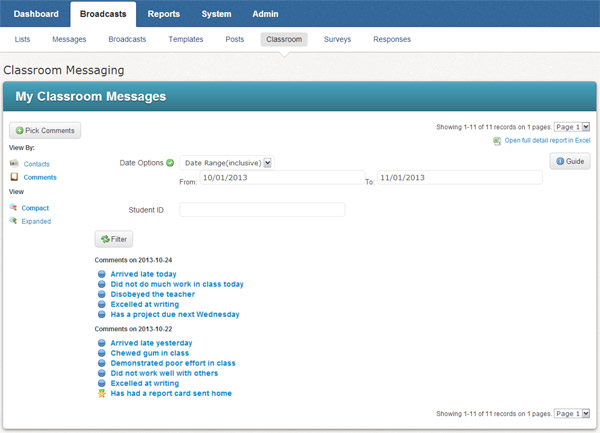 Dashboard Broadcasts Reports System Admin
Lists Messages Broadcasts Templates Posts Classroom Surveys Responses
Classroom Messaging
My Classroom Messages
Pick Comments
Showing 1-11 of 11 records on 1 pages. Page 1
Open full detail report in Excel
View By:
Contacts
Comments
Date Options Date Range(inclusive)
Guide
From: 10/01/2013 To: 11/01/2013
View
Compact
Expanded
Student ID
Filter
Comments on 2013-10-24
Arrived late today
Did not do much work in class today
Disobeyed the teacher
Excelled at writing
Has a project due next Wednesday
Comments on 2013-10-22
Arrived late yesterday
Chewed gum in class
Demonstrated poor effort in class
Did not work well with others
Excelled at writing
Has had a report card sent home
Showing 1-11 of 11 records on 1 pages. Page 1